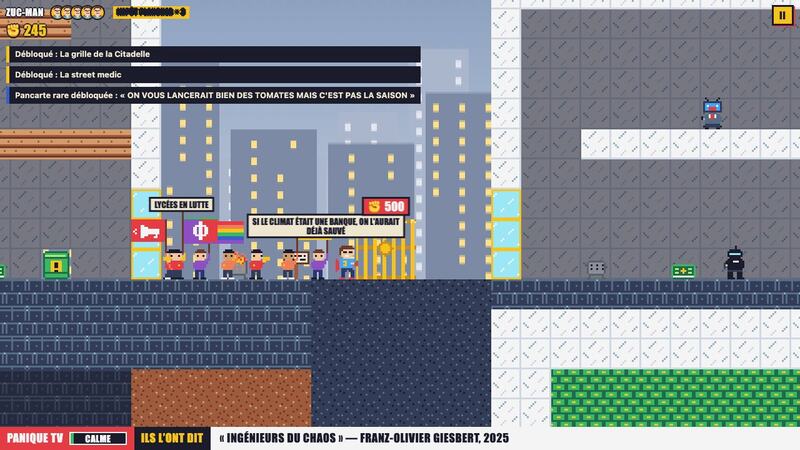 ZUC-MAN
245
Débloqué : La grille de la Citadelle
Débloqué : La street medic
Pancarte rare débloquée : « ON VOUS LANCERAIT BIEN DES TOMATES MAIS C'EST PAS LA SAISON »
LYCÉES EN LUTTE
500
SI LE CLIMAT ÉTAIT UNE BANQUE, ON L'AURAIT
DÉJÀ SAUVÉ
PANIQUE TV CALME ILS L'ONT DIT « INGÉNIEURS DU CHAOS » — FRANZ-OLIVIER GIESBERT, 2025